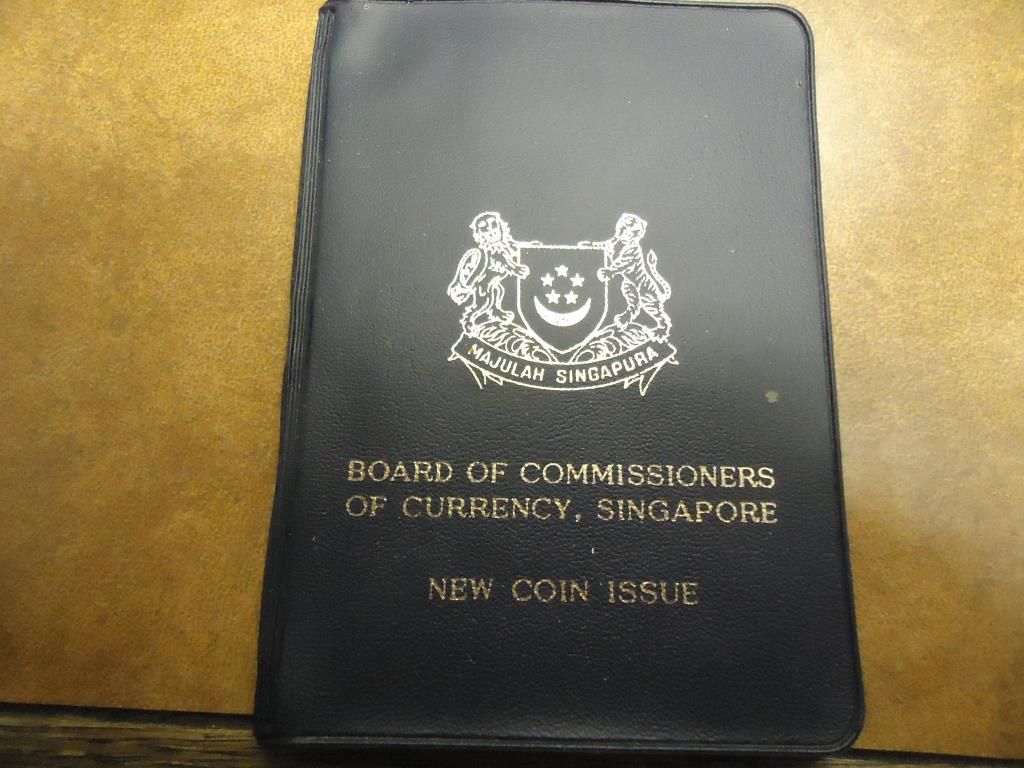 MAJULAH SINGAPURA
BOARD OF COMMISSIONERS
OF CURRENCY, SINGAPORE
NEW COIN ISSUE